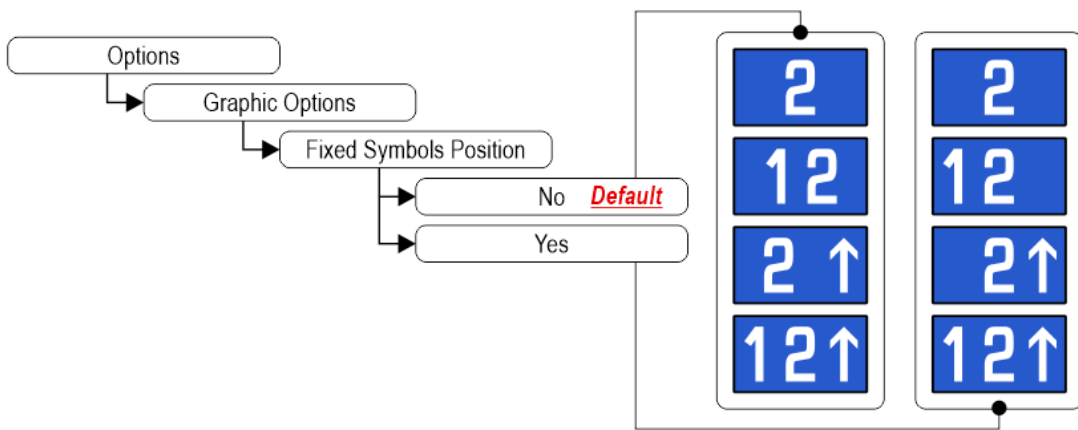 Options
Graphic Options
Fixed Symbols Position
No Default
Yes
2
12
2 ↑
12↑
2
12
2↑
12↑